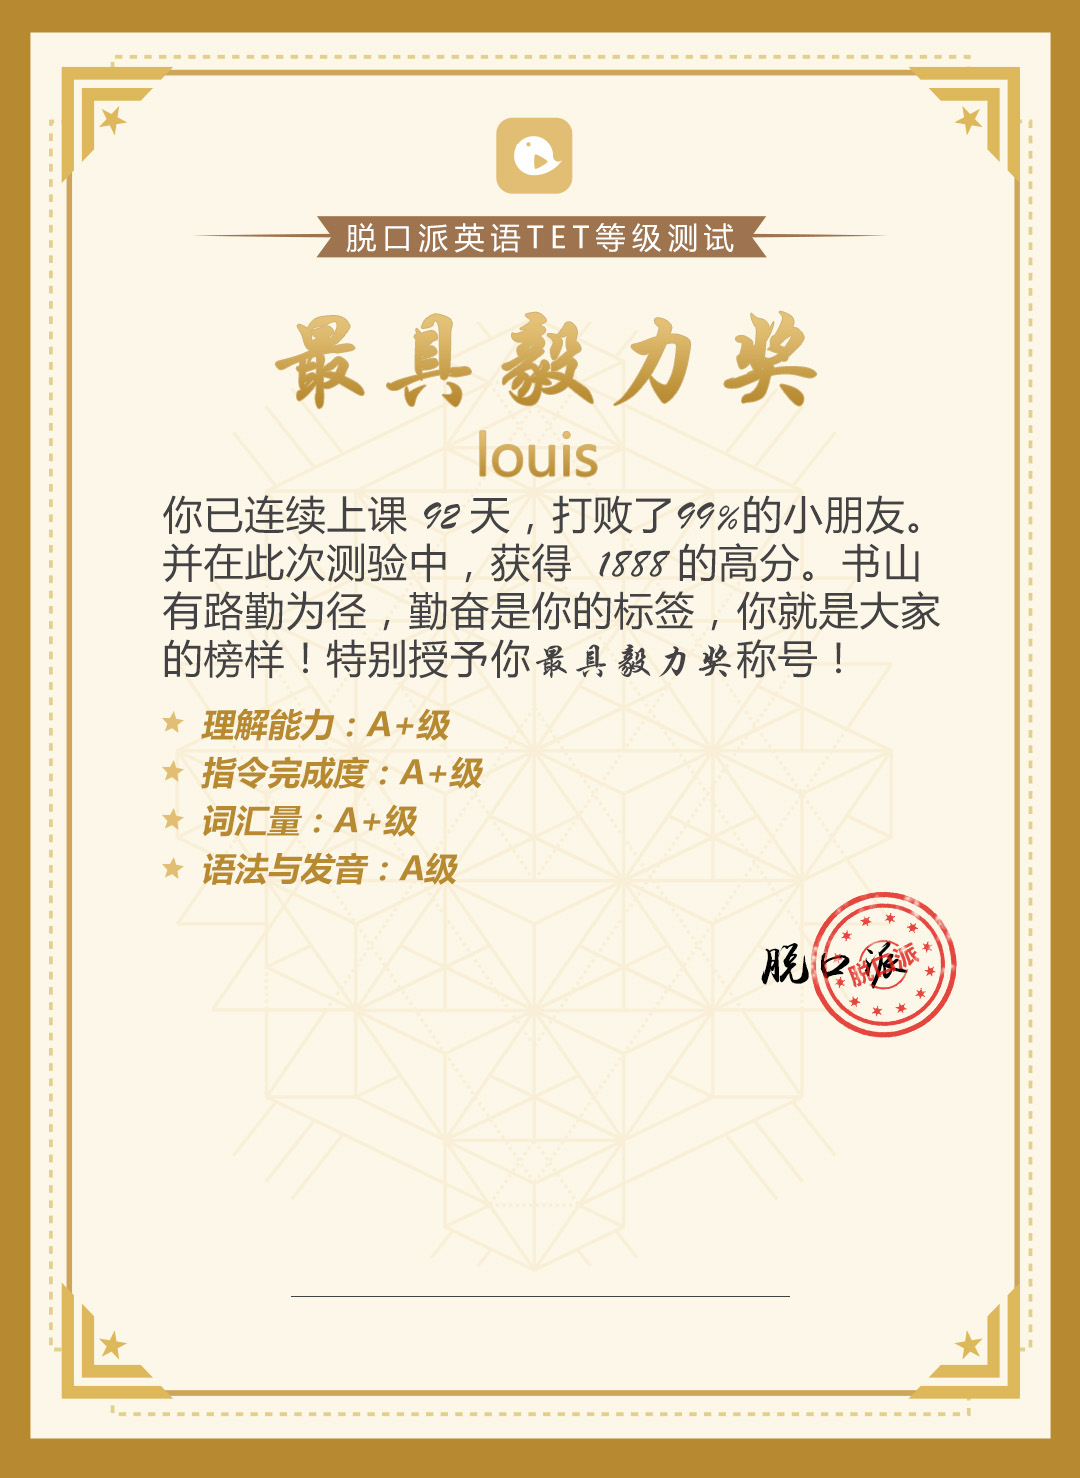 脱口派英语TET等级测试
最具毅力奖
louis
你已连续上课 92 天，打败了99%的小朋友。
并在此次测验中，获得 1888 的高分。书山
有路勤为径，勤奋是你的标签，你就是大家
的榜样！特别授予你最具毅力奖称号！
理解能力：A+级
指令完成度：A+级
词汇量：A+级
语法与发音：A级
脱口派
脱口派